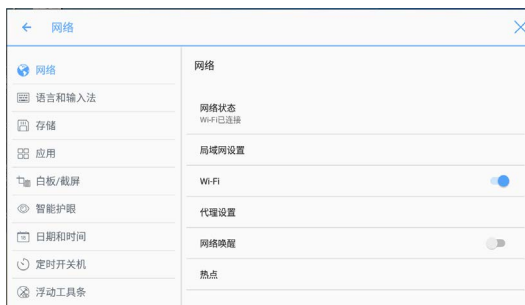 网络
网络
语言和输入法
存储
应用
白板/截屏
智能护眼
日期和时间
定时开关机
浮动工具条
网络
网络状态
Wi-Fi已连接
局域网设置
Wi-Fi
代理设置
网络唤醒
热点